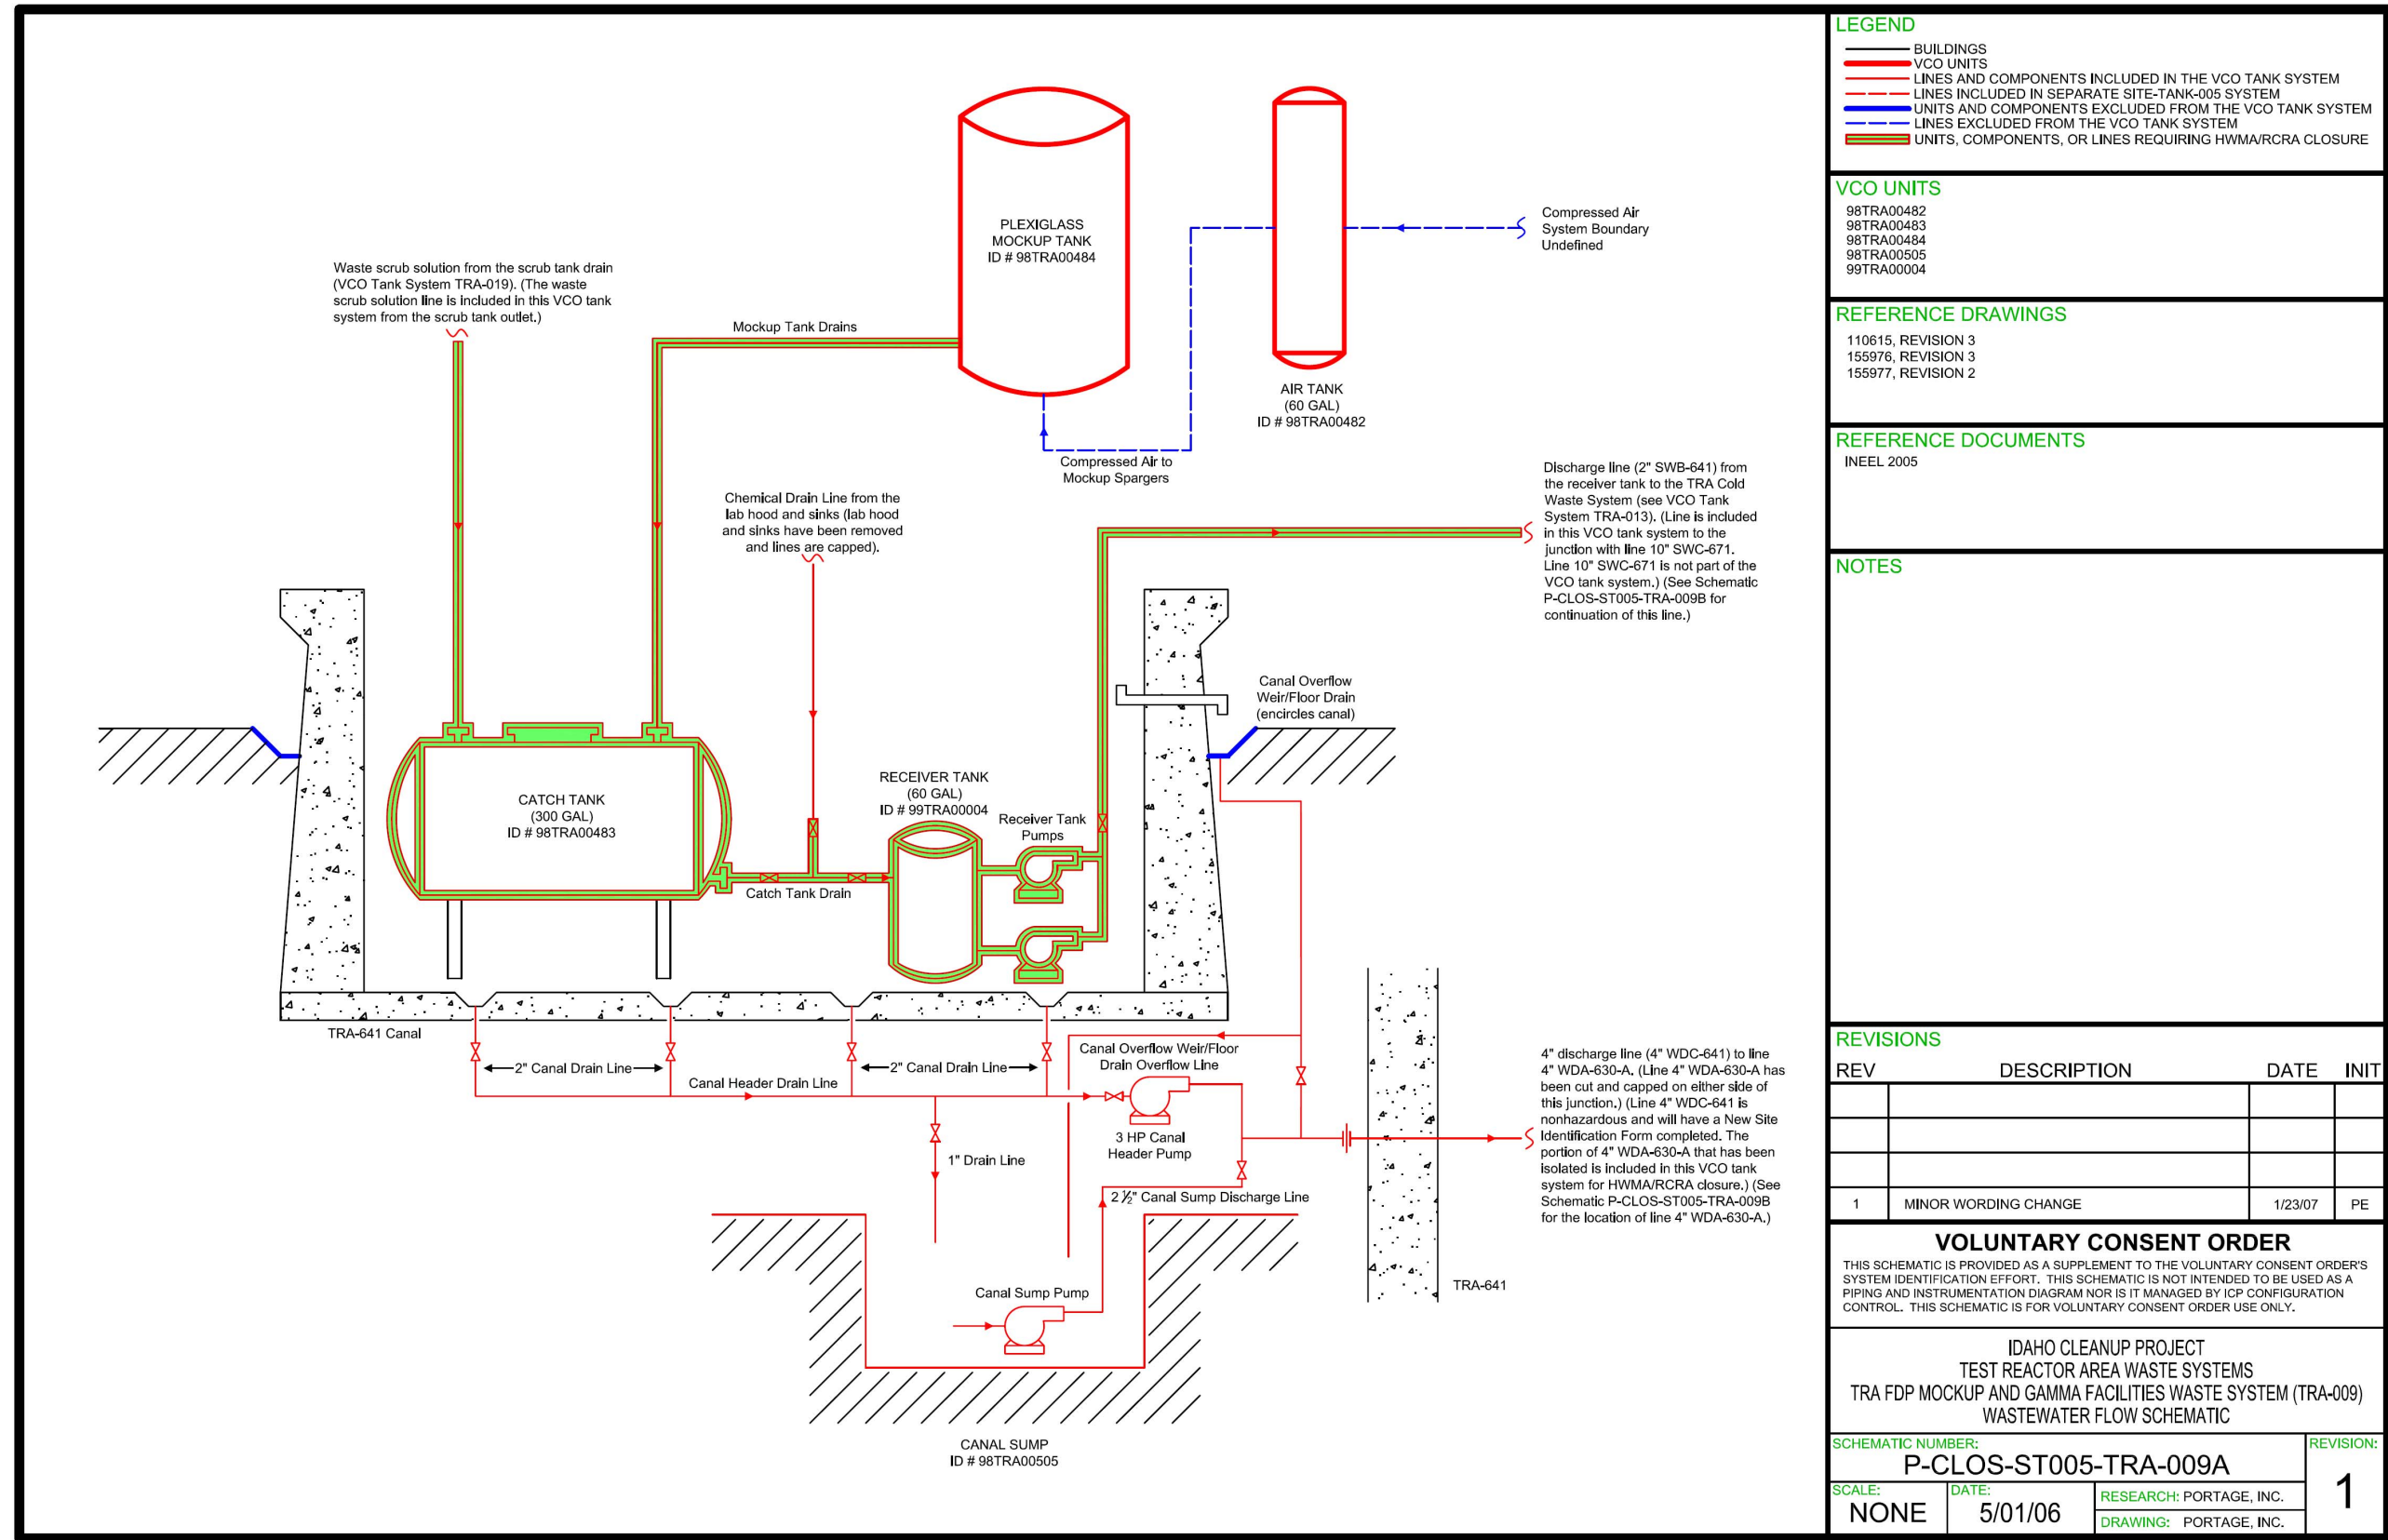 PLEXIGLASS
MOCKUP TANK
ID # 98TRA00484
Compressed Air
System Boundary
Undefined
Waste scrub solution from the scrub tank drain
(VCO Tank System TRA-019). (The waste
scrub solution line is included in this VCO tank
system from the scrub tank outlet.)
Mockup Tank Drains
AIR TANK
(60 GAL)
ID # 98TRA00482
Compressed Air to
Mockup Spargers
Chemical Drain Line from the
lab hood and sinks (lab hood
and sinks have been removed
and lines are capped).
Discharge line (2" SWB-641) from
the receiver tank to the TRA Cold
Waste System (see VCO Tank
System TRA-013). (Line is included
in this VCO tank system to the
junction with line 10" SWC-671.
Line 10" SWC-671 is not part of the
VCO tank system.) (See Schematic
P-CLOS-ST005-TRA-009B for
continuation of this line.)
Canal Overflow
Weir/Floor Drain
(encircles canal)
CATCH TANK
(300 GAL)
ID # 98TRA00483
RECEIVER TANK
(60 GAL)
ID # 99TRA00004
Receiver Tank
Pumps
Catch Tank Drain
TRA-641 Canal
2" Canal Drain Line
2" Canal Drain Line
Canal Header Drain Line
Canal Overflow Weir/Floor
Drain Overflow Line
3 HP Canal
Header Pump
1" Drain Line
2 ½" Canal Sump Discharge Line
4" discharge line (4" WDC-641) to line
4" WDA-630-A. (Line 4" WDA-630-A has
been cut and capped on either side of
this junction.) (Line 4" WDC-641 is
nonhazardous and will have a New Site
Identification Form completed. The
portion of 4" WDA-630-A that has been
isolated is included in this VCO tank
system for HWMA/RCRA closure.) (See
Schematic P-CLOS-ST005-TRA-009B
for the location of line 4" WDA-630-A.)
Canal Sump Pump
TRA-641
CANAL SUMP
ID # 98TRA00505
LEGEND
BUILDINGS
VCO UNITS
LINES AND COMPONENTS INCLUDED IN THE VCO TANK SYSTEM
LINES INCLUDED IN SEPARATE SITE-TANK-005 SYSTEM
UNITS AND COMPONENTS EXCLUDED FROM THE VCO TANK SYSTEM
LINES EXCLUDED FROM THE VCO TANK SYSTEM
UNITS, COMPONENTS, OR LINES REQUIRING HWMA/RCRA CLOSURE
VCO UNITS
98TRA00482
98TRA00483
98TRA00484
98TRA00505
99TRA00004
REFERENCE DRAWINGS
110615, REVISION 3
155976, REVISION 3
155977, REVISION 2
REFERENCE DOCUMENTS
INEEL 2005
NOTES
REVISIONS
REV DESCRIPTION DATE INIT
1 MINOR WORDING CHANGE 1/23/07 PE
VOLUNTARY CONSENT ORDER
THIS SCHEMATIC IS PROVIDED AS A SUPPLEMENT TO THE VOLUNTARY CONSENT ORDER'S
SYSTEM IDENTIFICATION EFFORT. THIS SCHEMATIC IS NOT INTENDED TO BE USED AS A
PIPING AND INSTRUMENTATION DIAGRAM NOR IS IT MANAGED BY ICP CONFIGURATION
CONTROL. THIS SCHEMATIC IS FOR VOLUNTARY CONSENT ORDER USE ONLY.
IDAHO CLEANUP PROJECT
TEST REACTOR AREA WASTE SYSTEMS
TRA FDP MOCKUP AND GAMMA FACILITIES WASTE SYSTEM (TRA-009)
WASTEWATER FLOW SCHEMATIC
SCHEMATIC NUMBER:
P-CLOS-ST005-TRA-009A
REVISION:
1
SCALE:
NONE
DATE:
5/01/06
RESEARCH: PORTAGE, INC.
DRAWING: PORTAGE, INC.